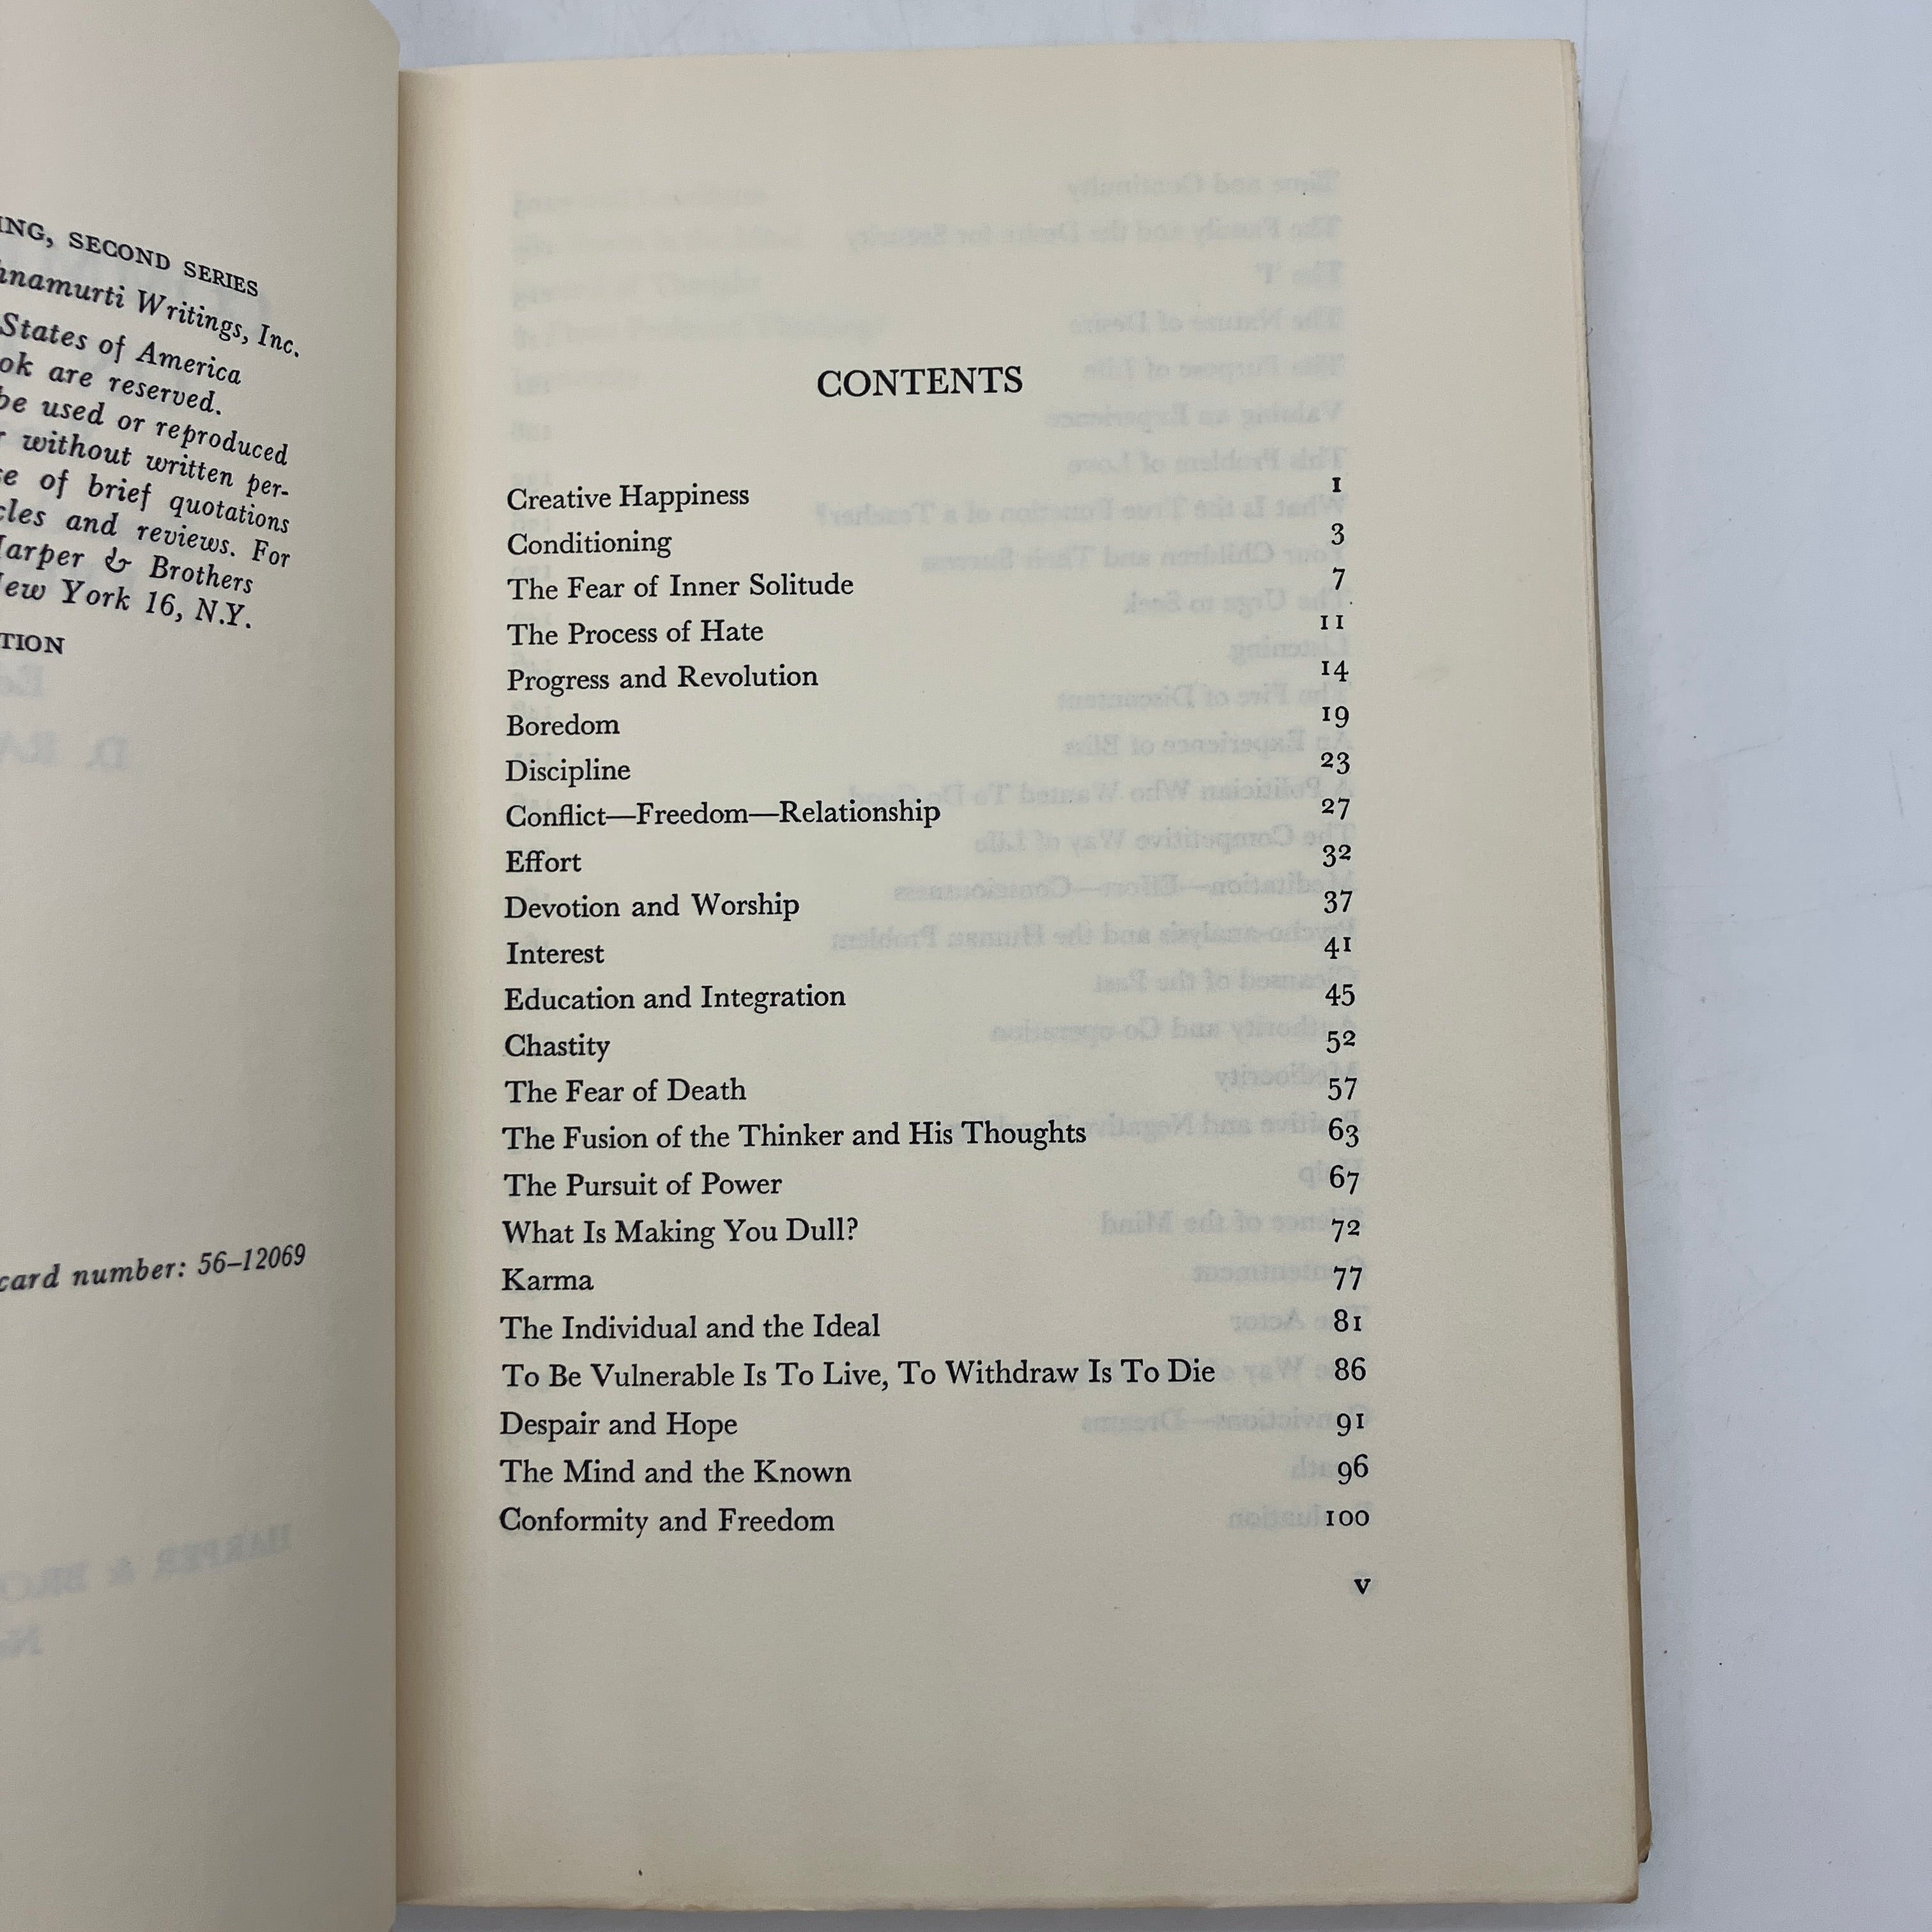 ING, SECOND SERIES
hnamurti Writings, Inc.
States of America
ok are reserved.
be used or reproduced
r without written per-
e of brief quotations
cles and reviews. For
Harper & Brothers
New York 16, N.Y.
TION
card number: 56–12069
CONTENTS
Creative Happiness 1
Conditioning 3
The Fear of Inner Solitude 7
The Process of Hate 11
Progress and Revolution 14
Boredom 19
Discipline 23
Conflict—Freedom—Relationship 27
Effort 32
Devotion and Worship 37
Interest 41
Education and Integration 45
Chastity 52
The Fear of Death 57
The Fusion of the Thinker and His Thoughts 63
The Pursuit of Power 67
What Is Making You Dull? 72
Karma 77
The Individual and the Ideal 81
To Be Vulnerable Is To Live, To Withdraw Is To Die 86
Despair and Hope 91
The Mind and the Known 96
Conformity and Freedom 100
v